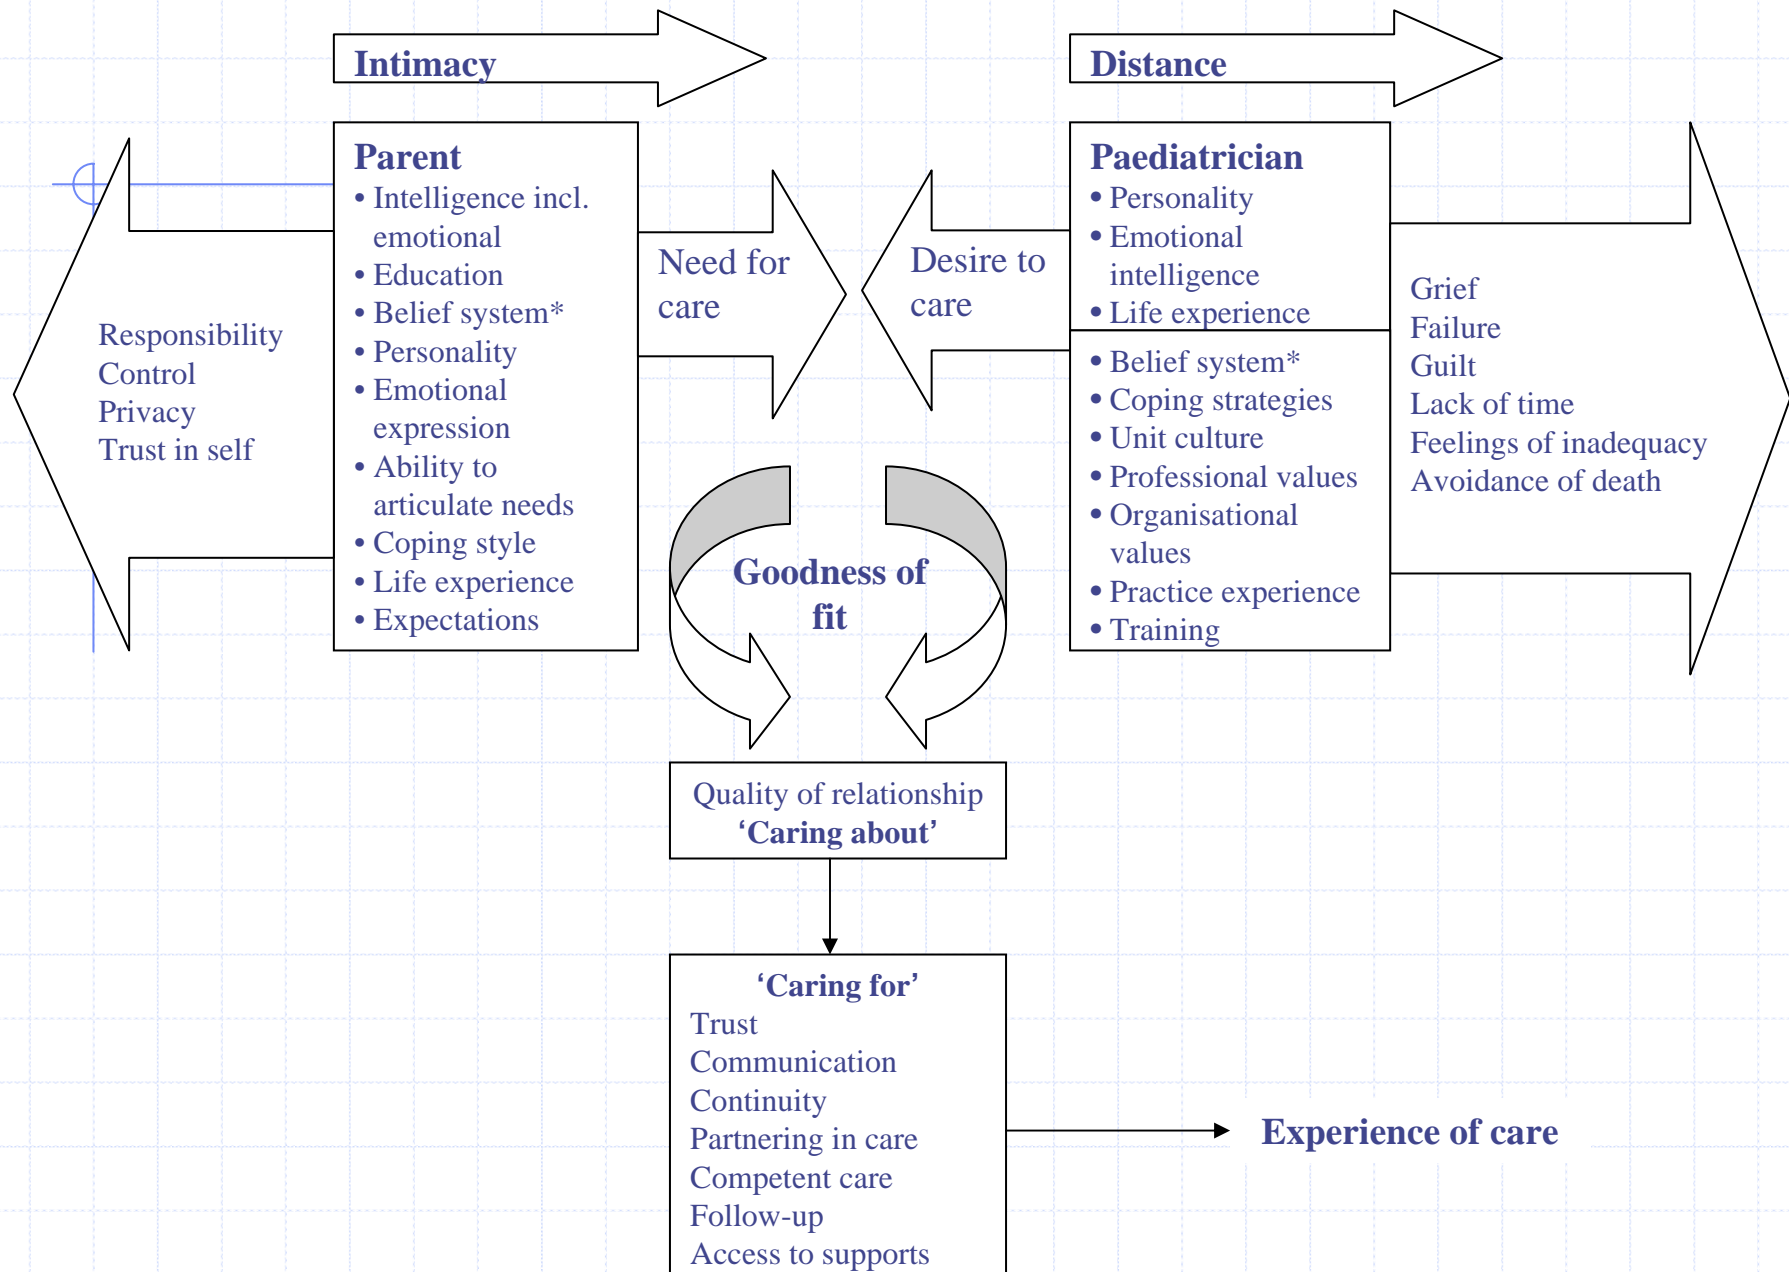 Intimacy
Distance
Responsibility
Control
Privacy
Trust in self
Parent
• Intelligence incl.
emotional
• Education
• Belief system*
• Personality
• Emotional
expression
• Ability to
articulate needs
• Coping style
• Life experience
• Expectations
Need for
care
Desire to
care
Paediatrician
• Personality
• Emotional
intelligence
• Life experience
• Belief system*
• Coping strategies
• Unit culture
• Professional values
• Organisational
values
• Practice experience
• Training
Grief
Failure
Guilt
Lack of time
Feelings of inadequacy
Avoidance of death
Goodness of
fit
Quality of relationship
‘Caring about’
‘Caring for’
Trust
Communication
Continuity
Partnering in care
Competent care
Follow-up
Access to supports
Experience of care